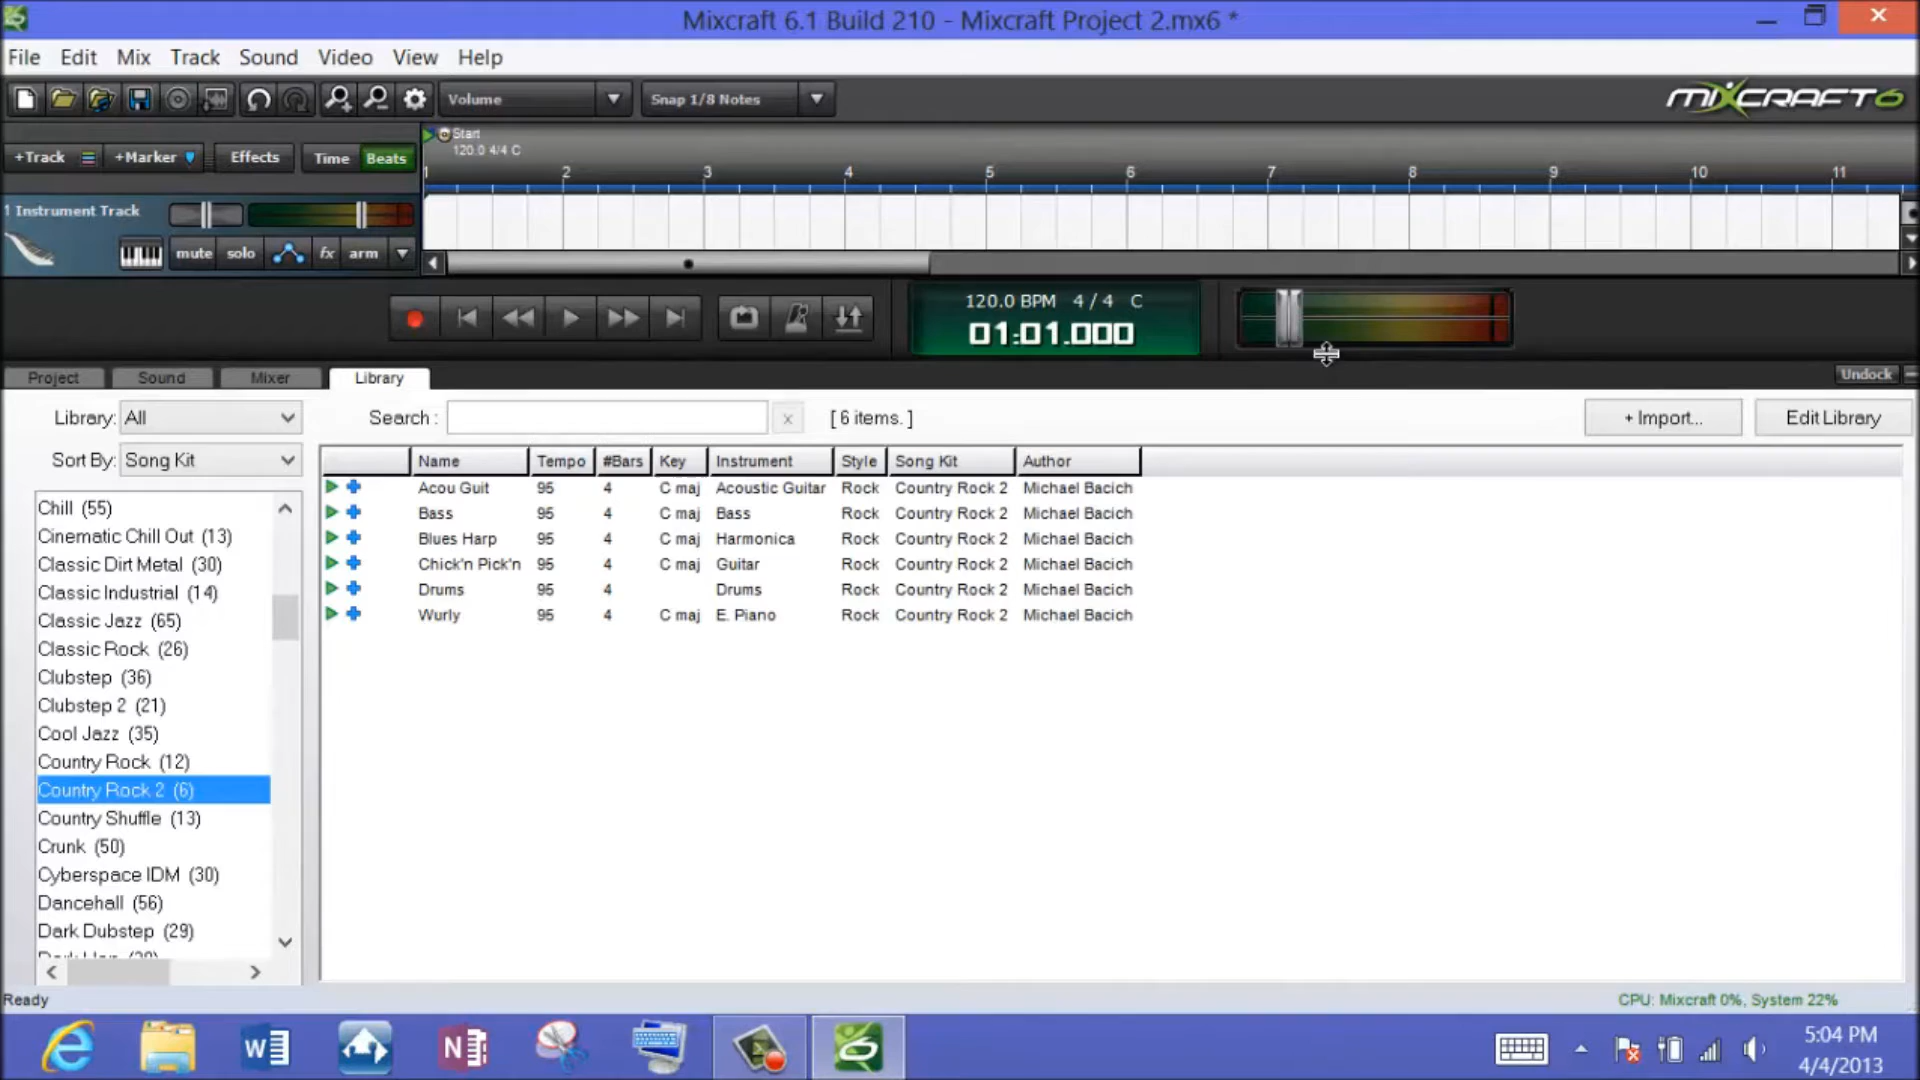 Mixcraft 6.1 Build 210 - Mixcraft Project 2.mx6 *
File Edit Mix Track Sound Video View Help
Volume Snap 1/8 Notes MIXCRAFT6
Start
120.0 4/4 C
+Track +Marker Effects Time Beats
1 2 3 4 5 6 7 8 9 10 11
1 Instrument Track
mute solo fx arm
120.0 BPM 4 / 4 C
01:01.000
Project Sound Mixer Library Undock
Library: All Search : x [ 6 items. ] + Import... Edit Library
Sort By: Song Kit
Name Tempo #Bars Key Instrument Style Song Kit Author
Acou Guit 95 4 C maj Acoustic Guitar Rock Country Rock 2 Michael Bacich
Bass 95 4 C maj Bass Rock Country Rock 2 Michael Bacich
Blues Harp 95 4 C maj Harmonica Rock Country Rock 2 Michael Bacich
Chick'n Pick'n 95 4 C maj Guitar Rock Country Rock 2 Michael Bacich
Drums 95 4 Drums Rock Country Rock 2 Michael Bacich
Wurly 95 4 C maj E. Piano Rock Country Rock 2 Michael Bacich
Chill (55)
Cinematic Chill Out (13)
Classic Dirt Metal (30)
Classic Industrial (14)
Classic Jazz (65)
Classic Rock (26)
Clubstep (36)
Clubstep 2 (21)
Cool Jazz (35)
Country Rock (12)
Country Rock 2 (6)
Country Shuffle (13)
Crunk (50)
Cyberspace IDM (30)
Dancehall (56)
Dark Dubstep (29)
Ready CPU: Mixcraft 0%, System 22%
5:04 PM
4/4/2013